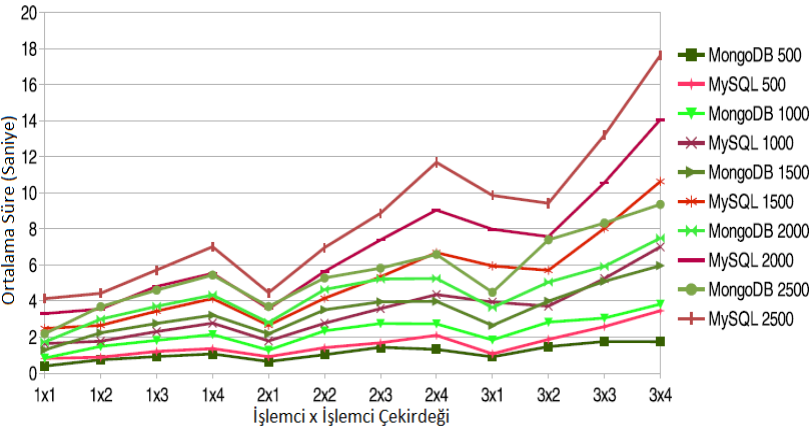 20
18
16
14
12
10
8
6
4
2
0
Ortalama Süre (Saniye)
1x1 1x2 1x3 1x4 2x1 2x2 2x3 2x4 3x1 3x2 3x3 3x4
İşlemci x İşlemci Çekirdeği
MongoDB 500
MySQL 500
MongoDB 1000
MySQL 1000
MongoDB 1500
MySQL 1500
MongoDB 2000
MySQL 2000
MongoDB 2500
MySQL 2500